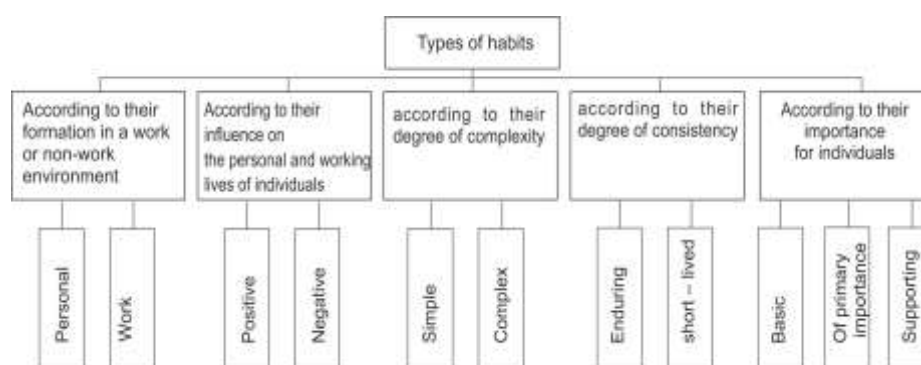 Types of habits
According to their
formation in a work
or non-work
environment
According to their
influence on
the personal and working
lives of individuals
according to their
degree of complexity
according to their
degree of consistency
According to their
importance
for individuals
Personal
Work
Positive
Negative
Simple
Complex
Enduring
short – lived
Basic
Of primary
importance
Supporting